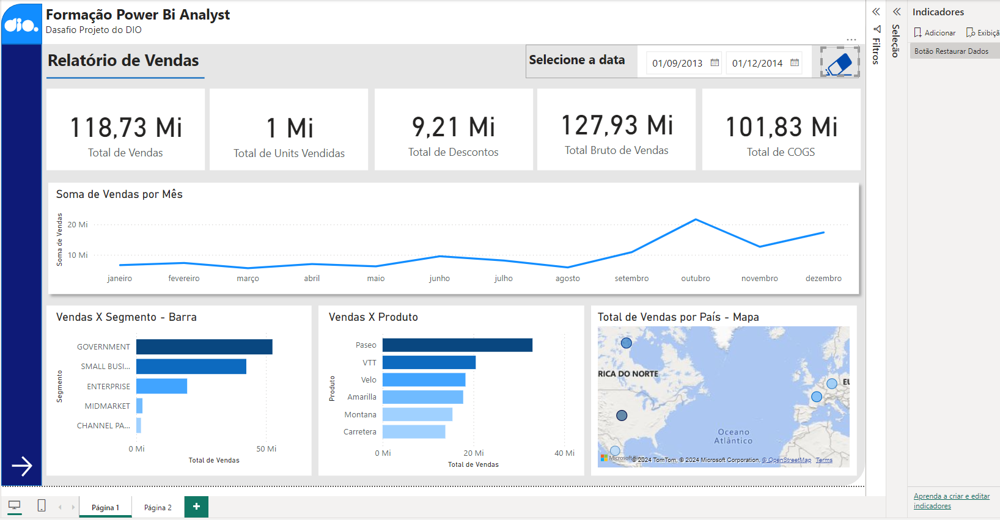 dio.
Formação Power Bi Analyst
Dasafio Projeto do DIO
Relatório de Vendas
Selecione a data
01/09/2013
01/12/2014
118,73 Mi
Total de Vendas
1 Mi
Total de Units Vendidas
9,21 Mi
Total de Descontos
127,93 Mi
Total Bruto de Vendas
101,83 Mi
Total de COGS
Soma de Vendas por Mês
Soma de Vendas
20 Mi
10 Mi
janeiro
fevereiro
março
abril
maio
junho
julho
agosto
setembro
outubro
novembro
dezembro
Vendas X Segmento - Barra
Segmento
GOVERNMENT
SMALL BUSI...
ENTERPRISE
MIDMARKET
CHANNEL PA...
0 Mi
50 Mi
Total de Vendas
Vendas X Produto
Produto
Paseo
VTT
Velo
Amarilla
Montana
Carretera
0 Mi
20 Mi
40 Mi
Total de Vendas
Total de Vendas por País - Mapa
RICA DO NORTE
EU
Oceano
Atlântico
Microsoft
© 2024 TomTom, © 2024 Microsoft Corporation, © OpenStreetMap Terms
Página 1
Página 2
+
Filtros
Seleção
Indicadores
Adicionar
Exibiçã
Botão Restaurar Dados
Aprenda a criar e editar
indicadores